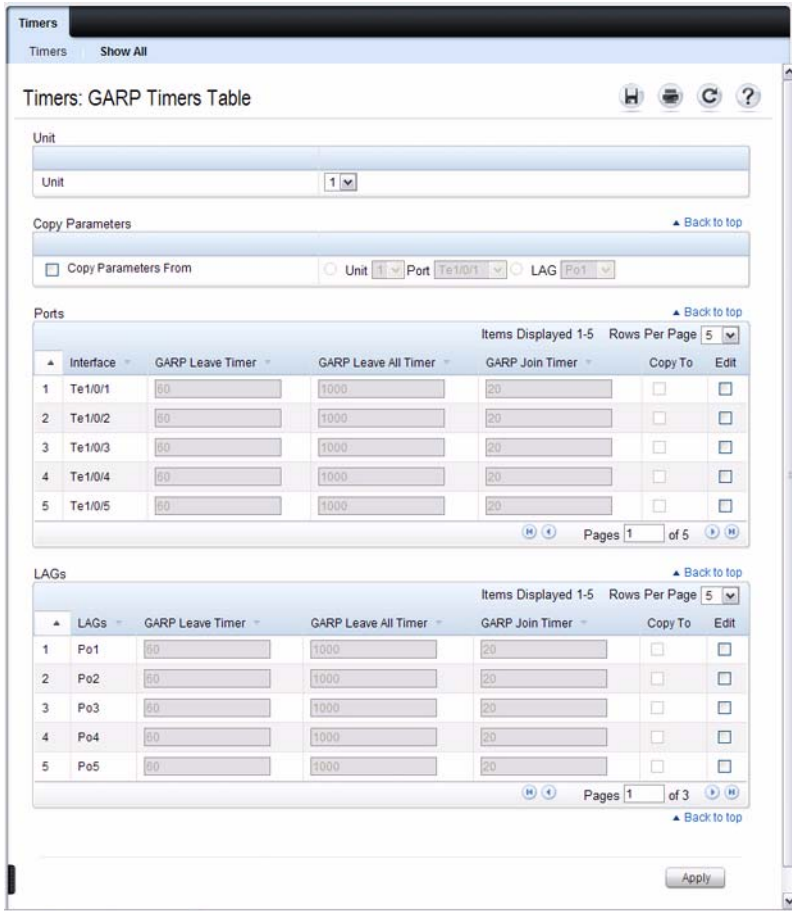 Timers
Timers Show All
Timers: GARP Timers Table
Unit
Unit 1
Copy Parameters Back to top
Copy Parameters From Unit 1 Port Te1/0/1 LAG Po1
Ports Back to top
Items Displayed 1-5 Rows Per Page 5
Interface GARP Leave Timer GARP Leave All Timer GARP Join Timer Copy To Edit
1 Te1/0/1 60 1000 20
2 Te1/0/2 60 1000 20
3 Te1/0/3 60 1000 20
4 Te1/0/4 60 1000 20
5 Te1/0/5 60 1000 20
Pages 1 of 5
LAGs Back to top
Items Displayed 1-5 Rows Per Page 5
LAGs GARP Leave Timer GARP Leave All Timer GARP Join Timer Copy To Edit
1 Po1 60 1000 20
2 Po2 60 1000 20
3 Po3 60 1000 20
4 Po4 60 1000 20
5 Po5 60 1000 20
Pages 1 of 3
Back to top
Apply